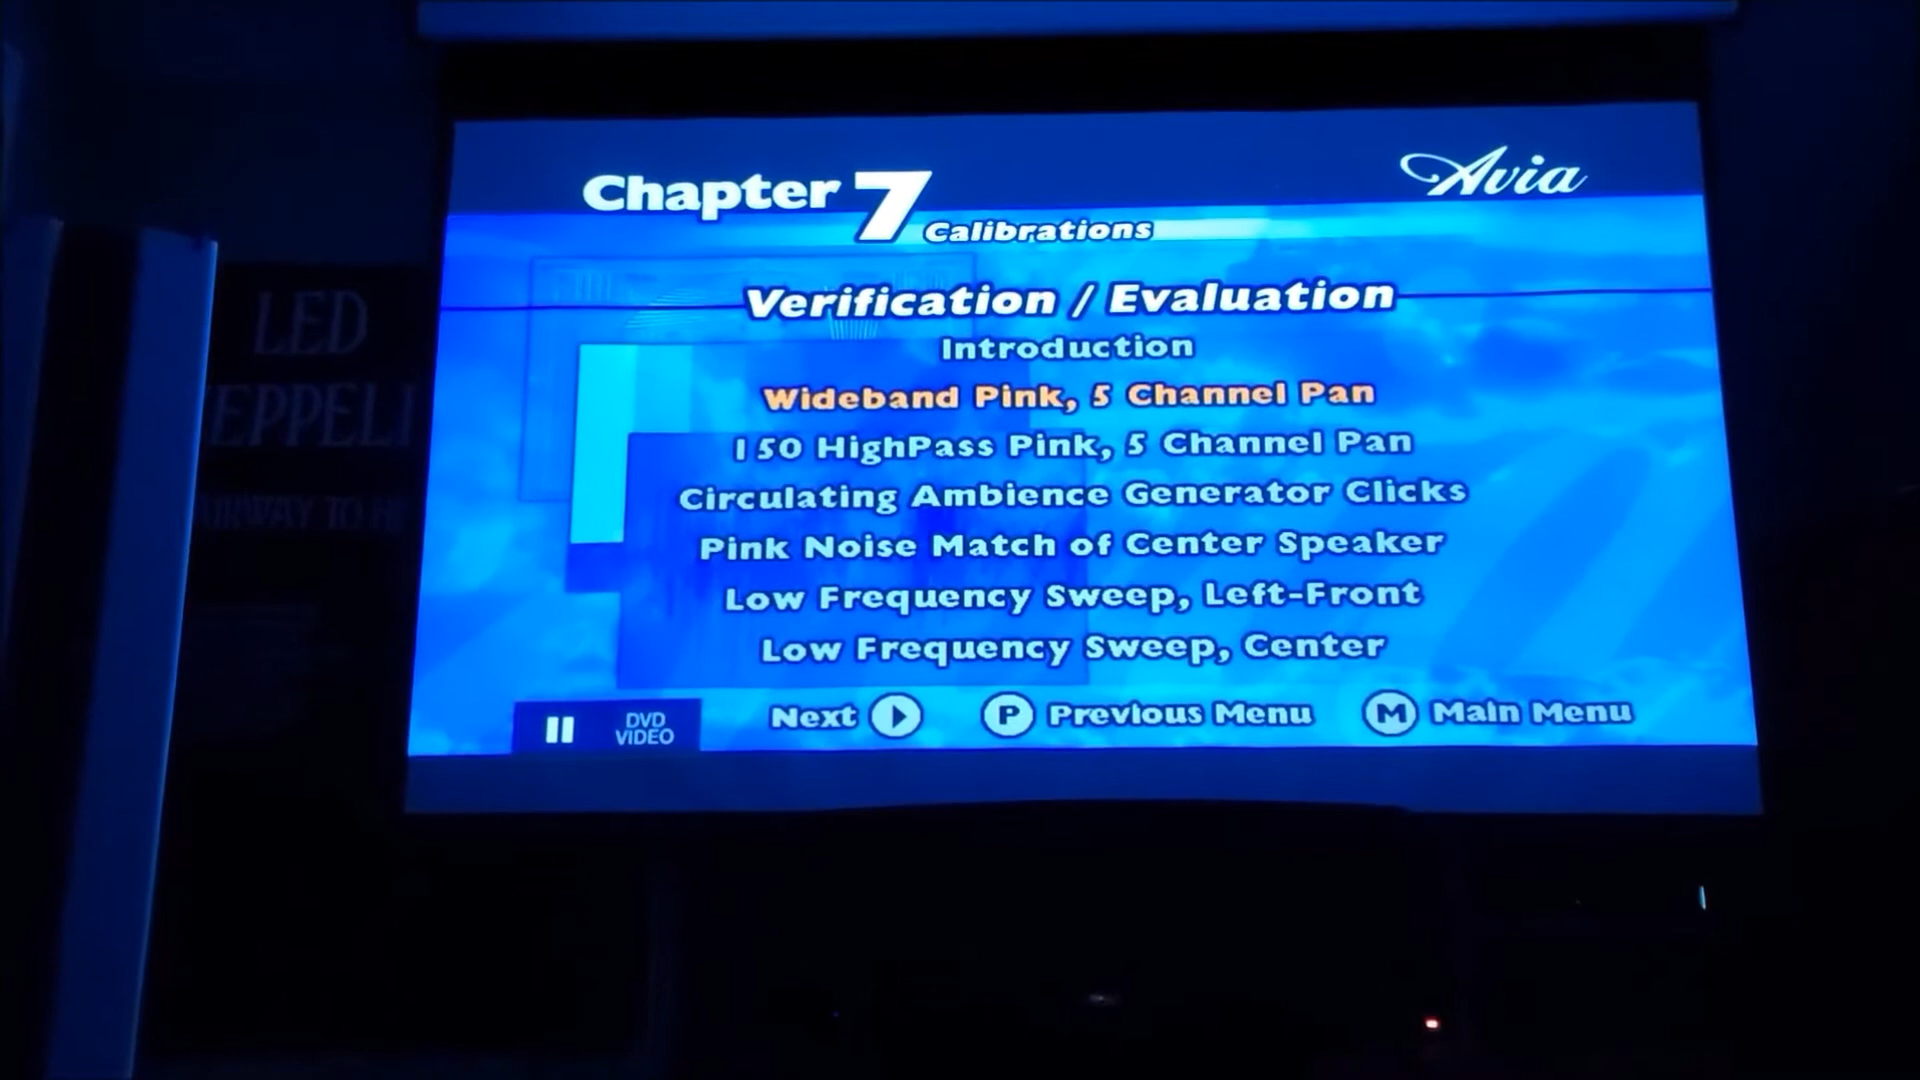 Avia
Chapter 7
Calibrations
Verification / Evaluation
Introduction
Wideband Pink, 5 Channel Pan
150 HighPass Pink, 5 Channel Pan
Circulating Ambience Generator Clicks
Pink Noise Match of Center Speaker
Low Frequency Sweep, Left-Front
Low Frequency Sweep, Center
DVD
VIDEO
Next
P Previous Menu
M Main Menu
LED
EPPELI
AIRWAY TO H